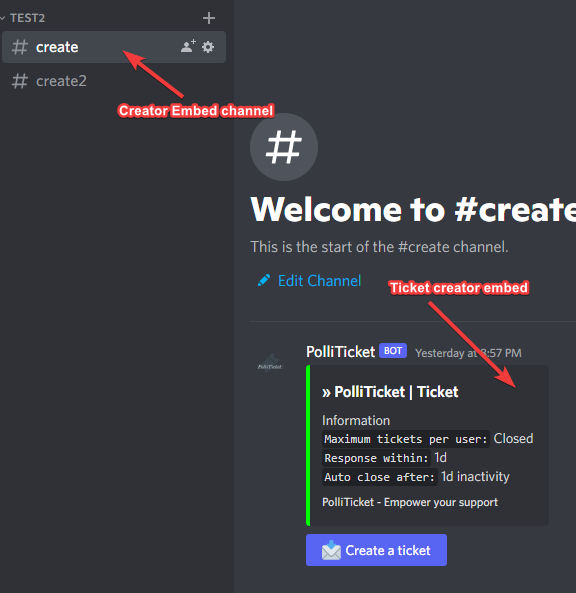 TEST2
# create
# create2
Creator Embed channel
#
Welcome to #create
This is the start of the #create channel.
Edit Channel
Ticket creator embed
PolliTicket BOT Yesterday at 8:57 PM
PolliTicket
» PolliTicket | Ticket
Information
Maximum tickets per user: Closed
Response within: 1d
Auto close after: 1d inactivity
PolliTicket - Empower your support
Create a ticket